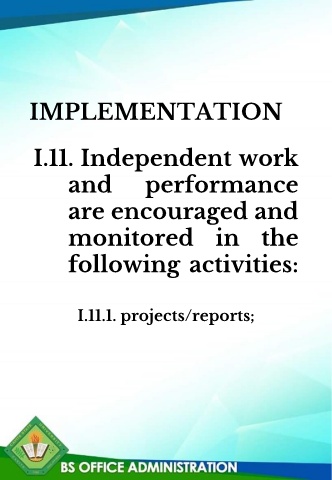 IMPLEMENTATION
I.11. Independent work
and performance
are encouraged and
monitored in the
following activities:
I.11.1. projects/reports;
BS OFFICE ADMINISTRATION